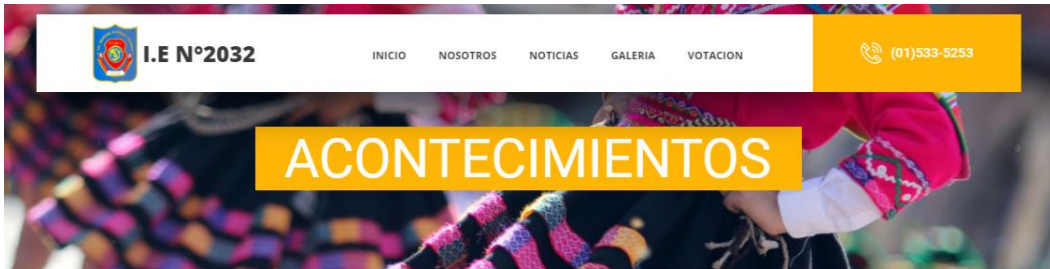 I.E N°2032
INICIO NOSOTROS NOTICIAS GALERIA VOTACION
(01)533-5253
ACONTECIMIENTOS